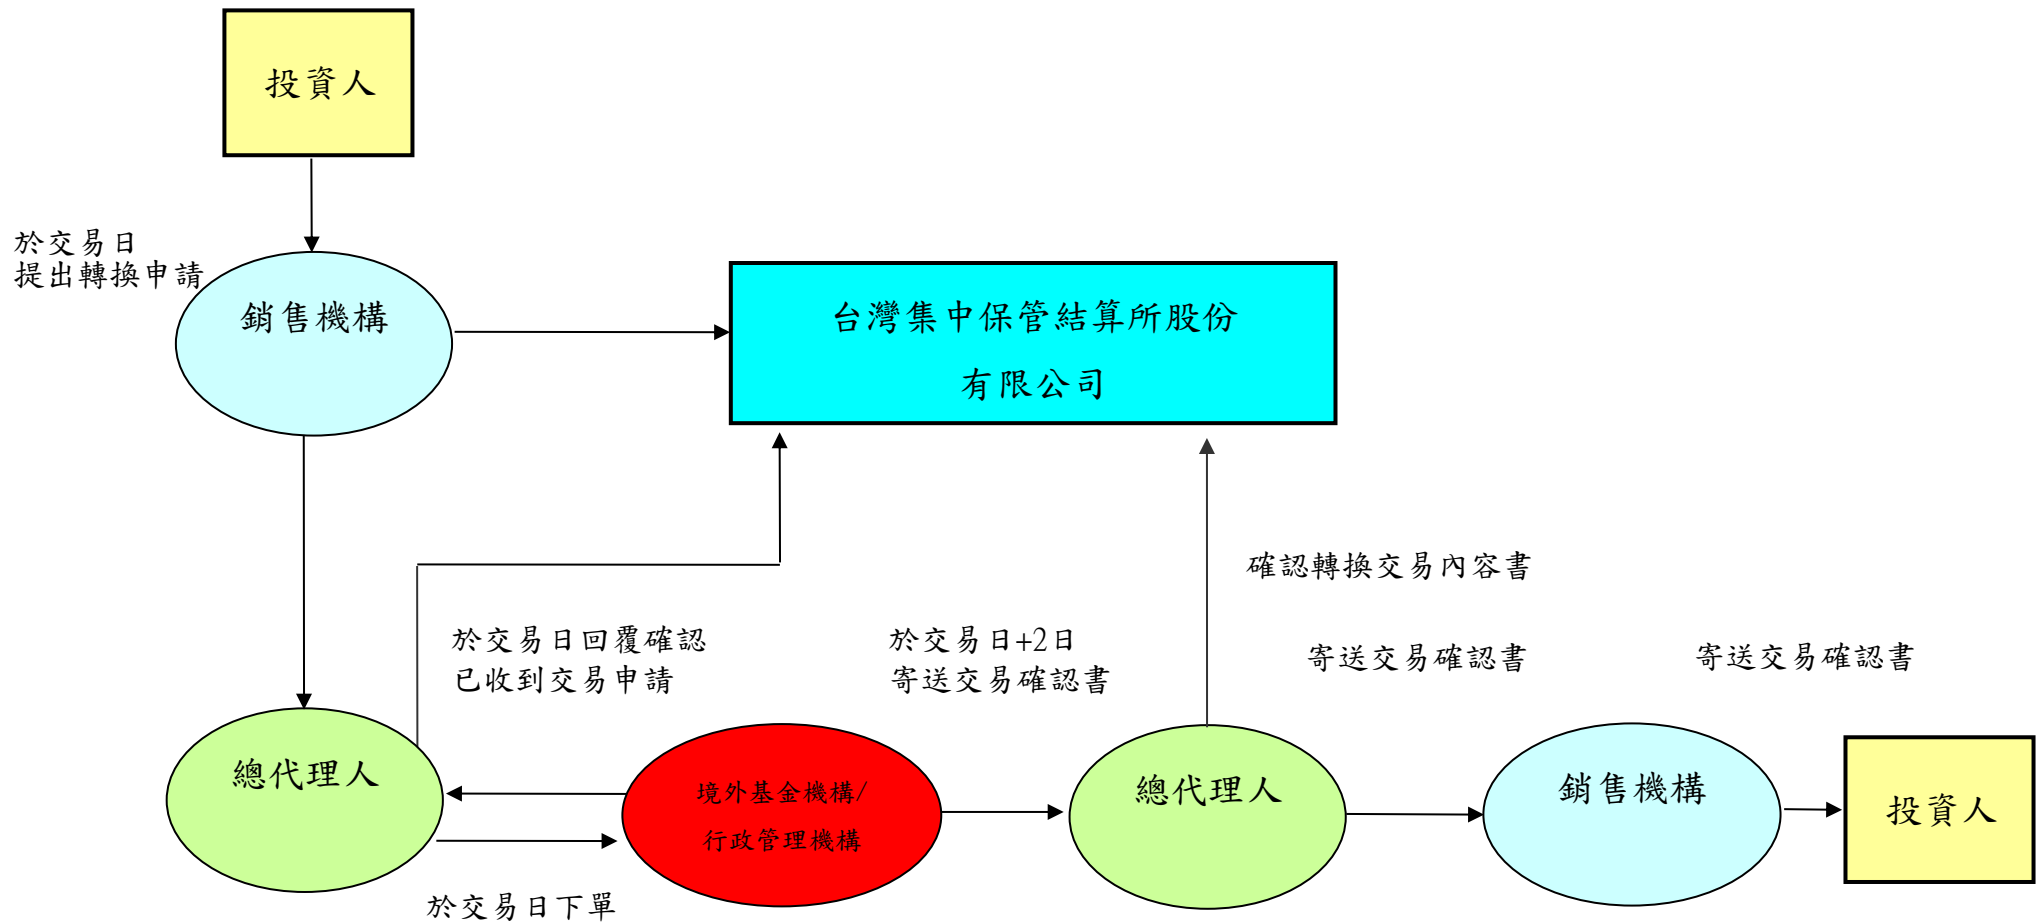 投資人
於交易日
提出轉換申請
銷售機構
台灣集中保管結算所股份
有限公司
確認轉換交易內容書
於交易日回覆確認
已收到交易申請
於交易日+2日
寄送交易確認書
寄送交易確認書
寄送交易確認書
總代理人
境外基金機構/
行政管理機構
總代理人
銷售機構
投資人
於交易日下單